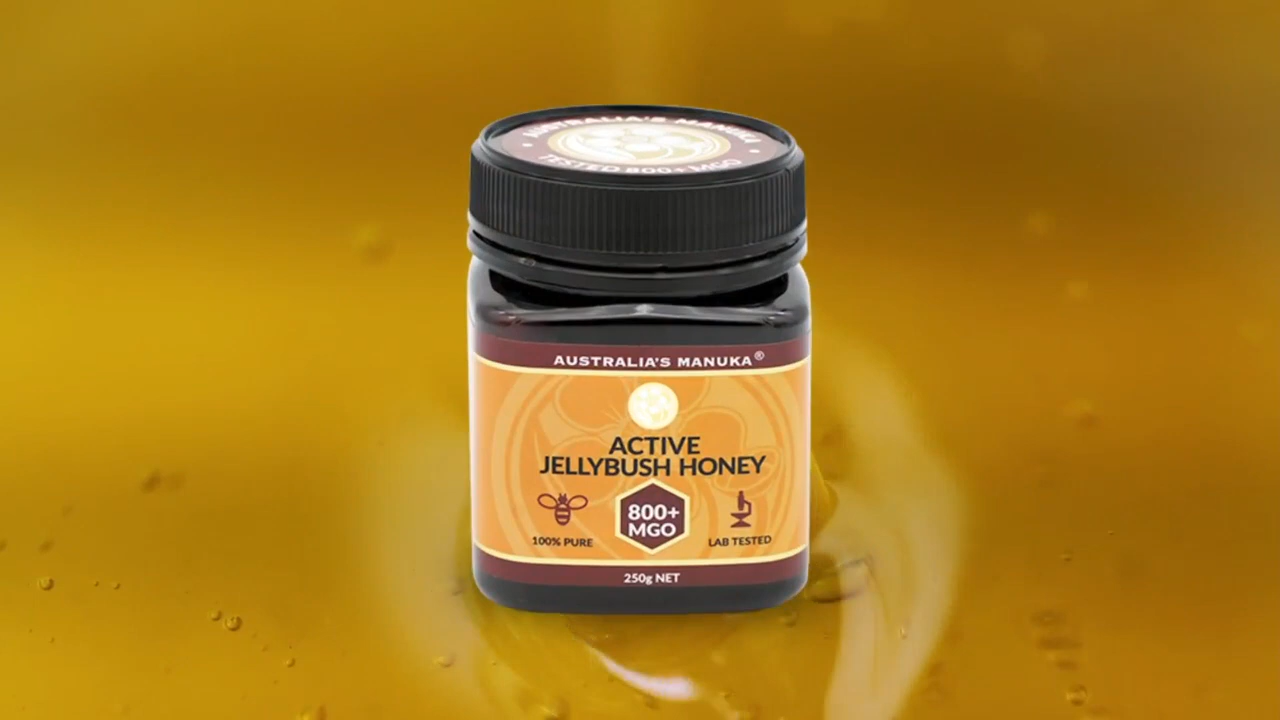 AUSTRALIA'S MANUKA
TESTED 800+ MGO
AUSTRALIA'S MANUKA®
ACTIVE
JELLYBUSH HONEY
800+
MGO
100% PURE
LAB TESTED
250g NET